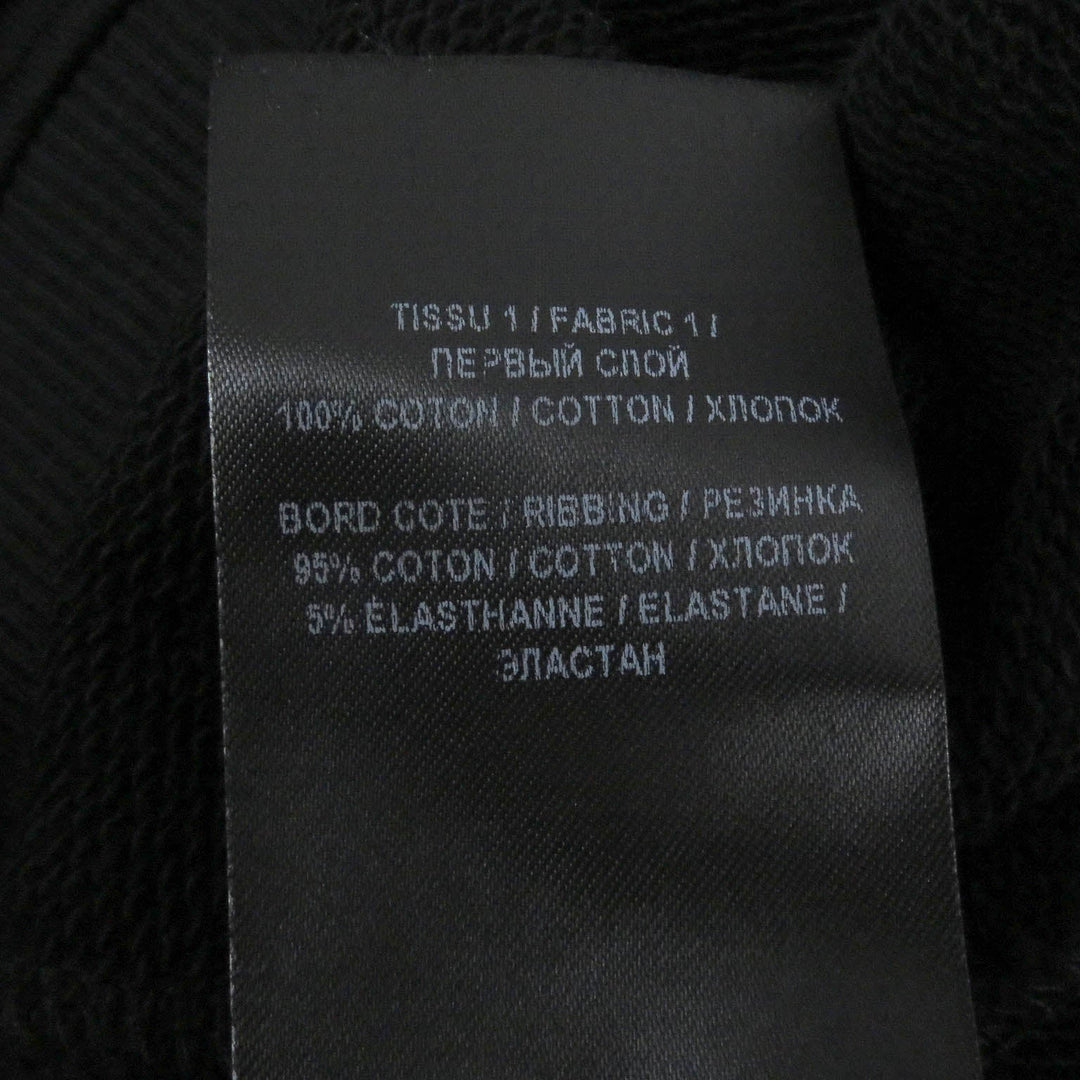 TISSU 1 / FABRIC 1 /
ПЕРВЫЙ СЛОЙ
100% COTON / COTTON / ХЛОПОК
BORD COTE / RIBBING / РЕЗИНКА
95% COTON / COTTON / ХЛОПОК
5% ÉLASTHANNE / ELASTANE /
ЭЛАСТАН